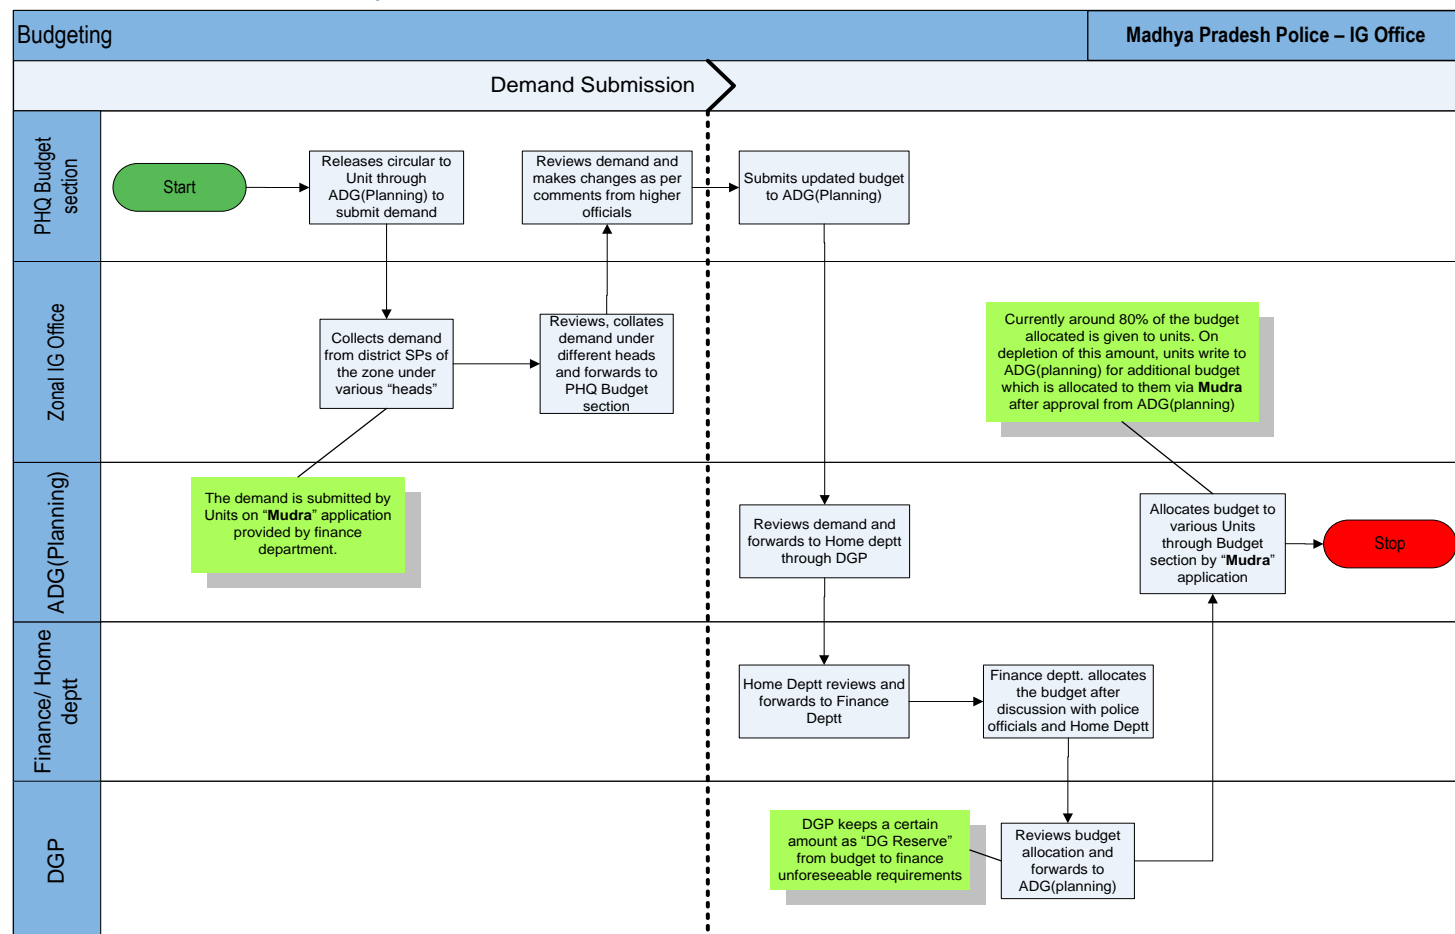 Budgeting
Madhya Pradesh Police – IG Office
Demand Submission
PHQ Budget
section
Start
Releases circular to
Unit through
ADG(Planning) to
submit demand
Reviews demand and
makes changes as per
comments from higher
officials
Submits updated budget
to ADG(Planning)
Zonal IG Office
Collects demand
from district SPs of
the zone under
various “heads”
Reviews, collates
demand under
different heads
and forwards to
PHQ Budget
section
Currently around 80% of the budget
allocated is given to units. On
depletion of this amount, units write to
ADG(planning) for additional budget
which is allocated to them via Mudra
after approval from ADG(planning)
ADG(Planning)
The demand is submitted by
Units on “Mudra” application
provided by finance
department.
Reviews demand and
forwards to Home deptt
through DGP
Allocates budget to
various Units
through Budget
section by “Mudra”
application
Stop
Finance/ Home
deptt
Home Deptt reviews and
forwards to Finance
Deptt
Finance deptt. allocates
the budget after
discussion with police
officials and Home Deptt
DGP
DGP keeps a certain
amount as “DG Reserve”
from budget to finance
unforeseeable requirements
Reviews budget
allocation and
forwards to
ADG(planning)